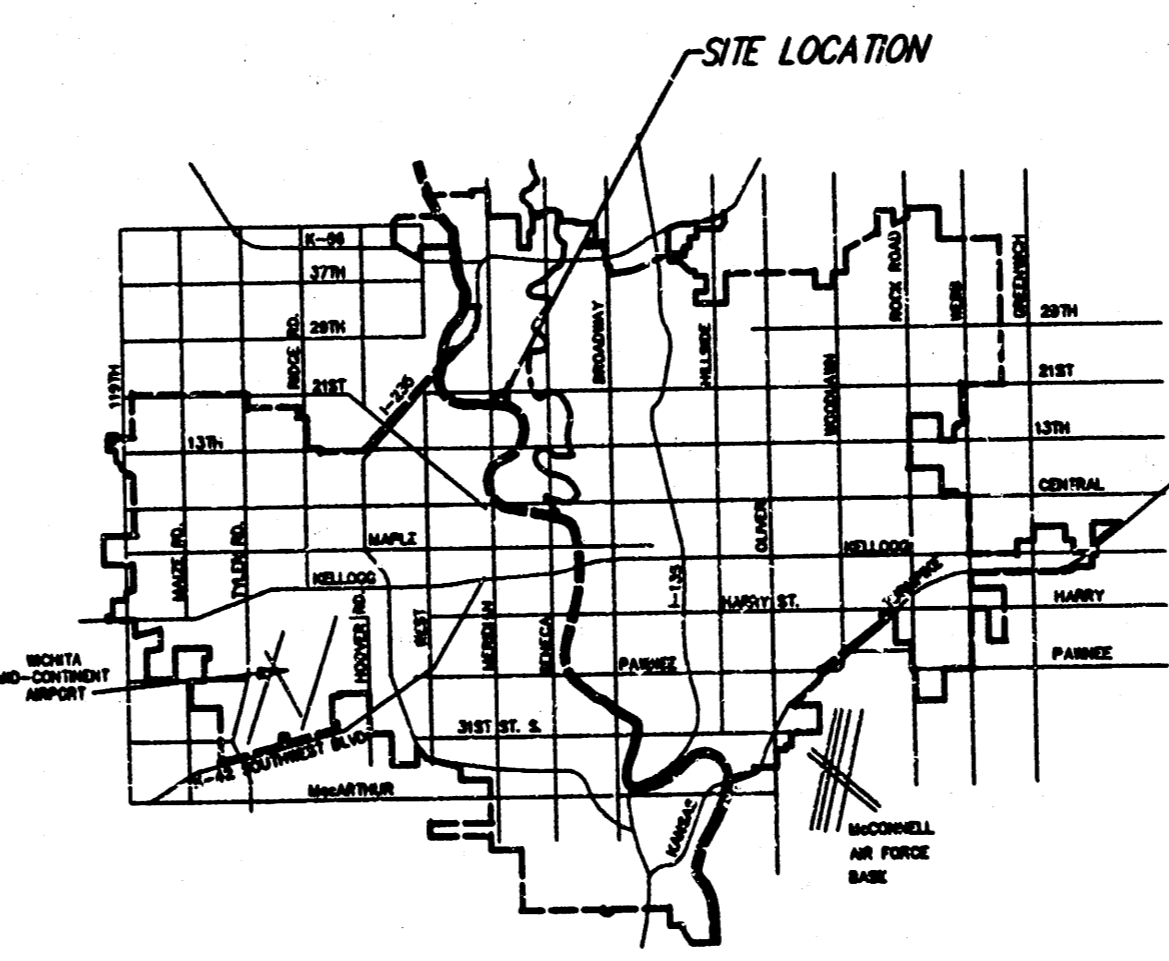 SITE LOCATION
K-96
37TH
29TH
RIDGE RD.
21ST
119TH
I-235
13TH
BROADWAY
HILLSIDE
WOODLAWN
ROCK ROAD
WEBB
GREENWICH
29TH
21ST
13TH
CENTRAL
MAIZE RD.
TYLER RD.
MAPLE
KELLOGG
HOOVER RD.
WEST
MERIDIAN
SENECA
I-135
OLIVER
KELLOGG
TURNPIKE
HARRY ST.
HARRY
PAWNEE
PAWNEE
WICHITA
MID-CONTINENT
AIRPORT
31ST ST. S.
K-42 SOUTHWEST BLVD.
MacARTHUR
KANSAS
McCONNELL
AIR FORCE
BASE